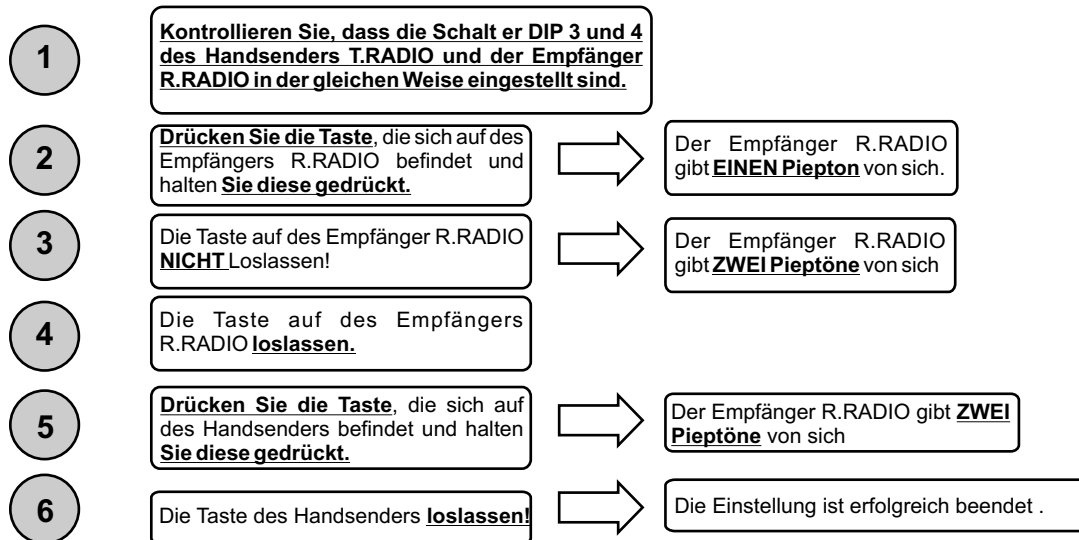 1
Kontrollieren Sie, dass die Schalt er DIP 3 und 4
des Handsenders T.RADIO und der Empfänger
R.RADIO in der gleichen Weise eingestellt sind.
2
Drücken Sie die Taste, die sich auf des
Empfängers R.RADIO befindet und
halten Sie diese gedrückt.
Der Empfänger R.RADIO
gibt EINEN Piepton von sich.
3
Die Taste auf des Empfänger R.RADIO
NICHT Loslassen!
Der Empfänger R.RADIO
gibt ZWEI Pieptöne von sich
4
Die Taste auf des Empfängers
R.RADIO loslassen.
5
Drücken Sie die Taste, die sich auf
des Handsenders befindet und halten
Sie diese gedrückt.
Der Empfänger R.RADIO gibt ZWEI
Pieptöne von sich
6
Die Taste des Handsenders loslassen!
Die Einstellung ist erfolgreich beendet .